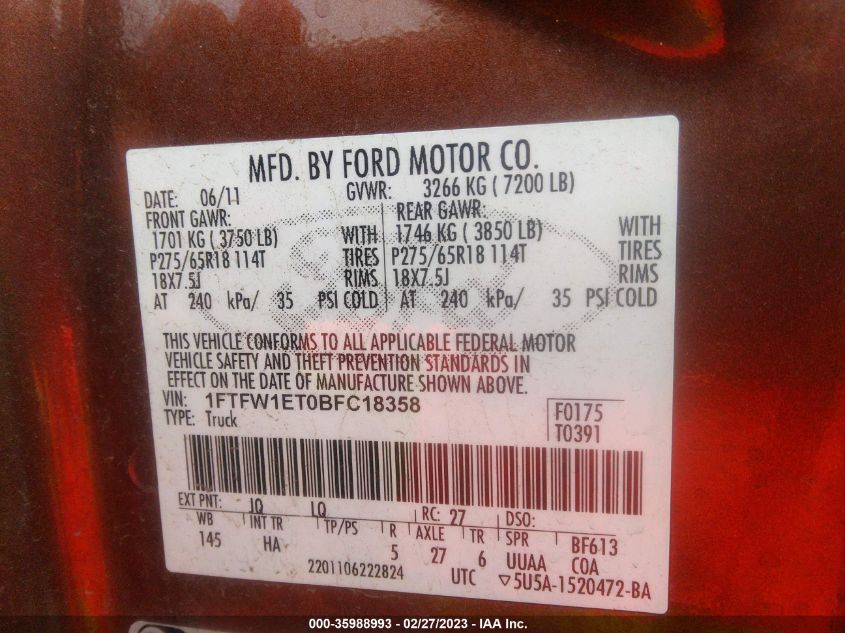 MFD. BY FORD MOTOR CO.
DATE: 06/11 GVWR: 3266 KG ( 7200 LB)
FRONT GAWR: REAR GAWR:
1701 KG ( 3750 LB) WITH 1746 KG ( 3850 LB) WITH
P275/65R18 114T TIRES P275/65R18 114T TIRES
18X7.5J RIMS 18X7.5J RIMS
AT 240 kPa/ 35 PSI COLD AT 240 kPa/ 35 PSI COLD
THIS VEHICLE CONFORMS TO ALL APPLICABLE FEDERAL MOTOR
VEHICLE SAFETY AND THEFT PREVENTION STANDARDS IN
EFFECT ON THE DATE OF MANUFACTURE SHOWN ABOVE.
VIN: 1FTFW1ET0BFC18358 F0175
TYPE: Truck T0391
EXT PNT: JQ LQ RC: 27 DSO:
WB INT TR TP/PS R AXLE TR SPR BF613
145 HA 5 27 6 UUAA COA
2201106222824 UTC ▽5U5A-1520472-BA
000-35988993 - 02/27/2023 - IAA Inc.